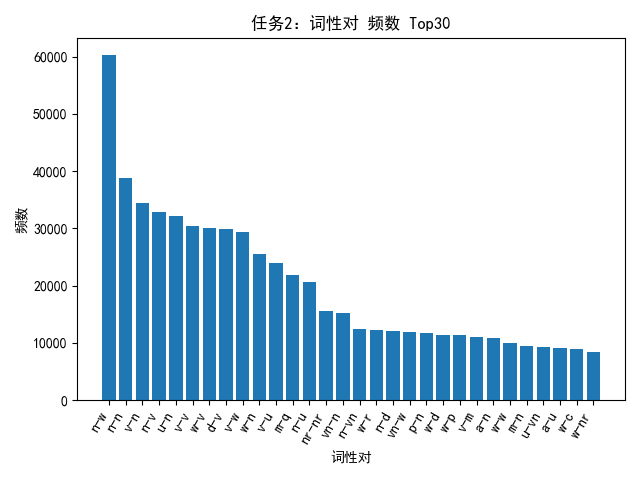 任务2：词性对 频数 Top30
频数
60000
50000
40000
30000
20000
10000
0
n-w
n-n
v-n
n-v
u-n
v-v
w-v
d-v
v-w
w-n
v-u
m-q
n-u
nr-nr
vn-n
n-vn
w-r
n-d
vn-w
p-n
w-d
w-p
v-m
a-n
w-w
m-n
u-vn
a-u
w-c
w-nr
词性对